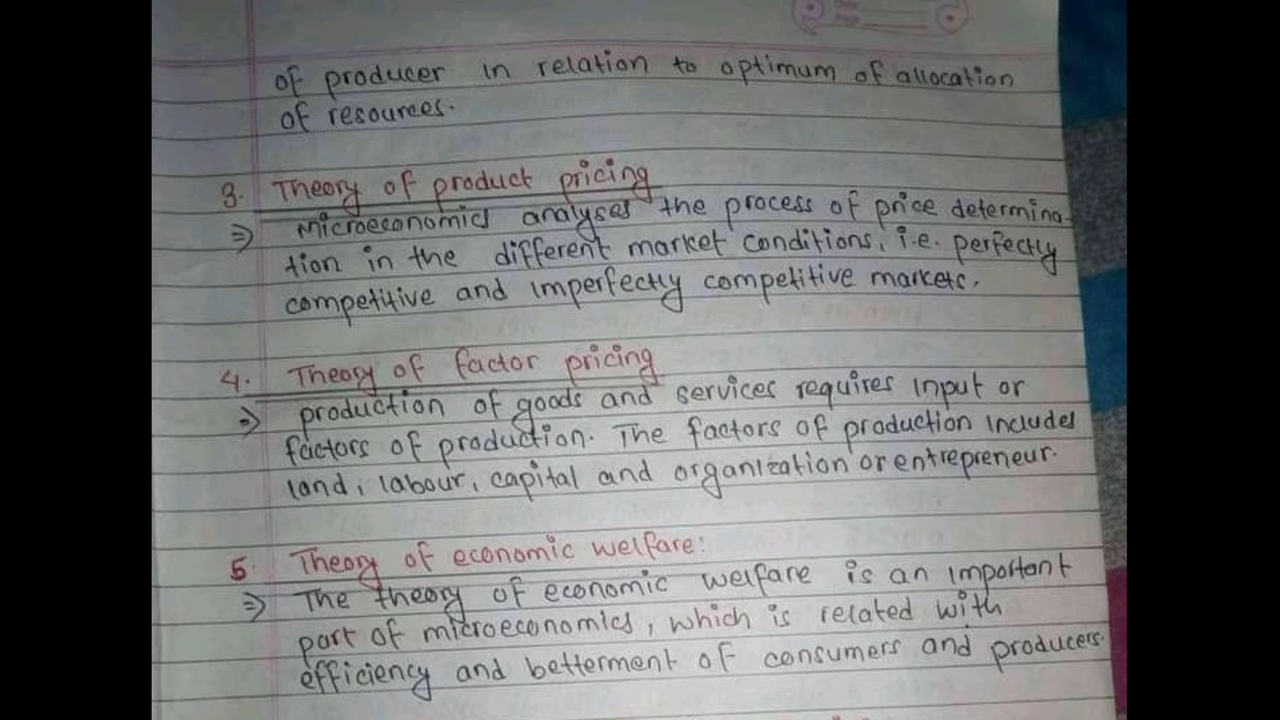 of producer in relation to optimum of allocation
of resources.
3. Theory of product pricing
⇒ Microeconomics analyses the process of price determina-
tion in the different market conditions, i.e. perfectly
competitive and imperfectly competitive markets.
4. Theory of factor pricing
⇒ production of goods and services requires input or
factors of production. The factors of production includes
land, labour, capital and organization or entrepreneur.
5. Theory of economic welfare:
⇒ The theory of economic welfare is an important
part of microeconomics, which is related with
efficiency and betterment of consumers and producers.